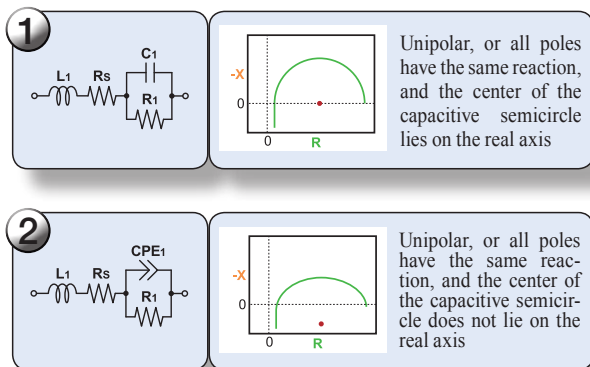 1
L1 Rs C1
R1
-X
0
0
R
Unipolar, or all poles
have the same reaction,
and the center of the
capacitive semicircle
lies on the real axis
2
L1 Rs CPE1
R1
-X
0
0
R
Unipolar, or all poles
have the same reac-
tion, and the center of
the capacitive semicir-
cle does not lie on the
real axis